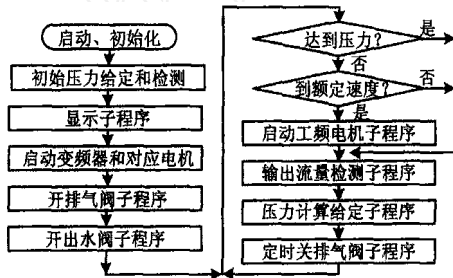 启动、初始化
初始压力给定和检测
显示子程序
启动变频器和对应电机
开排气阀子程序
开出水阀子程序
达到压力?
是
否
到额定速度?
否
是
启动工频电机子程序
输出流量检测子程序
压力计算给定子程序
定时关排气阀子程序